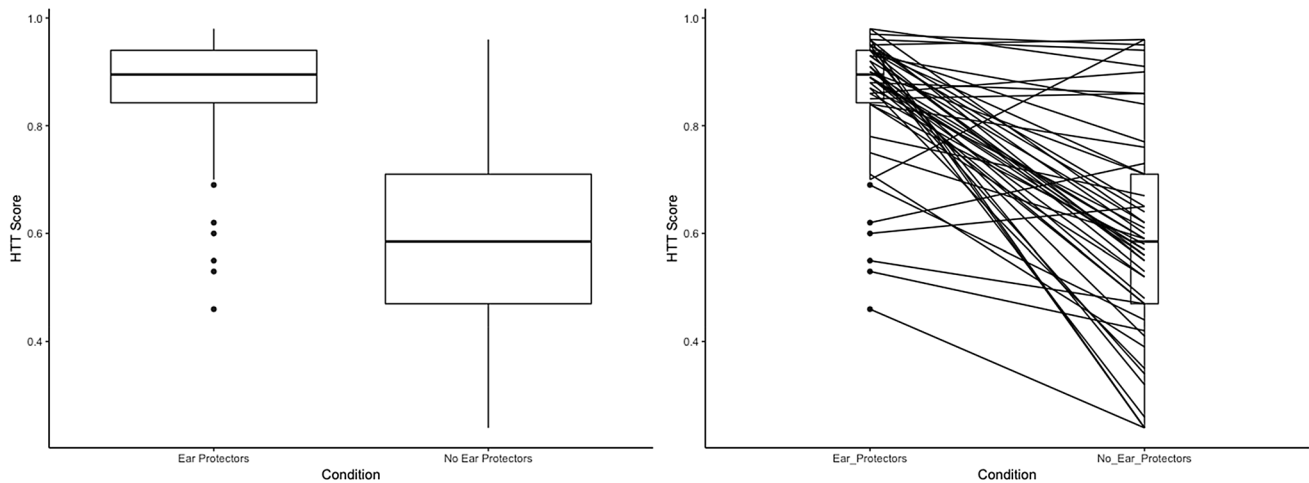 1.0
0.8
0.6
0.4
HTT Score
Ear Protectors
No Ear Protectors
Condition
1.0
0.8
0.6
0.4
HTT Score
Ear_Protectors
No_Ear_Protectors
Condition